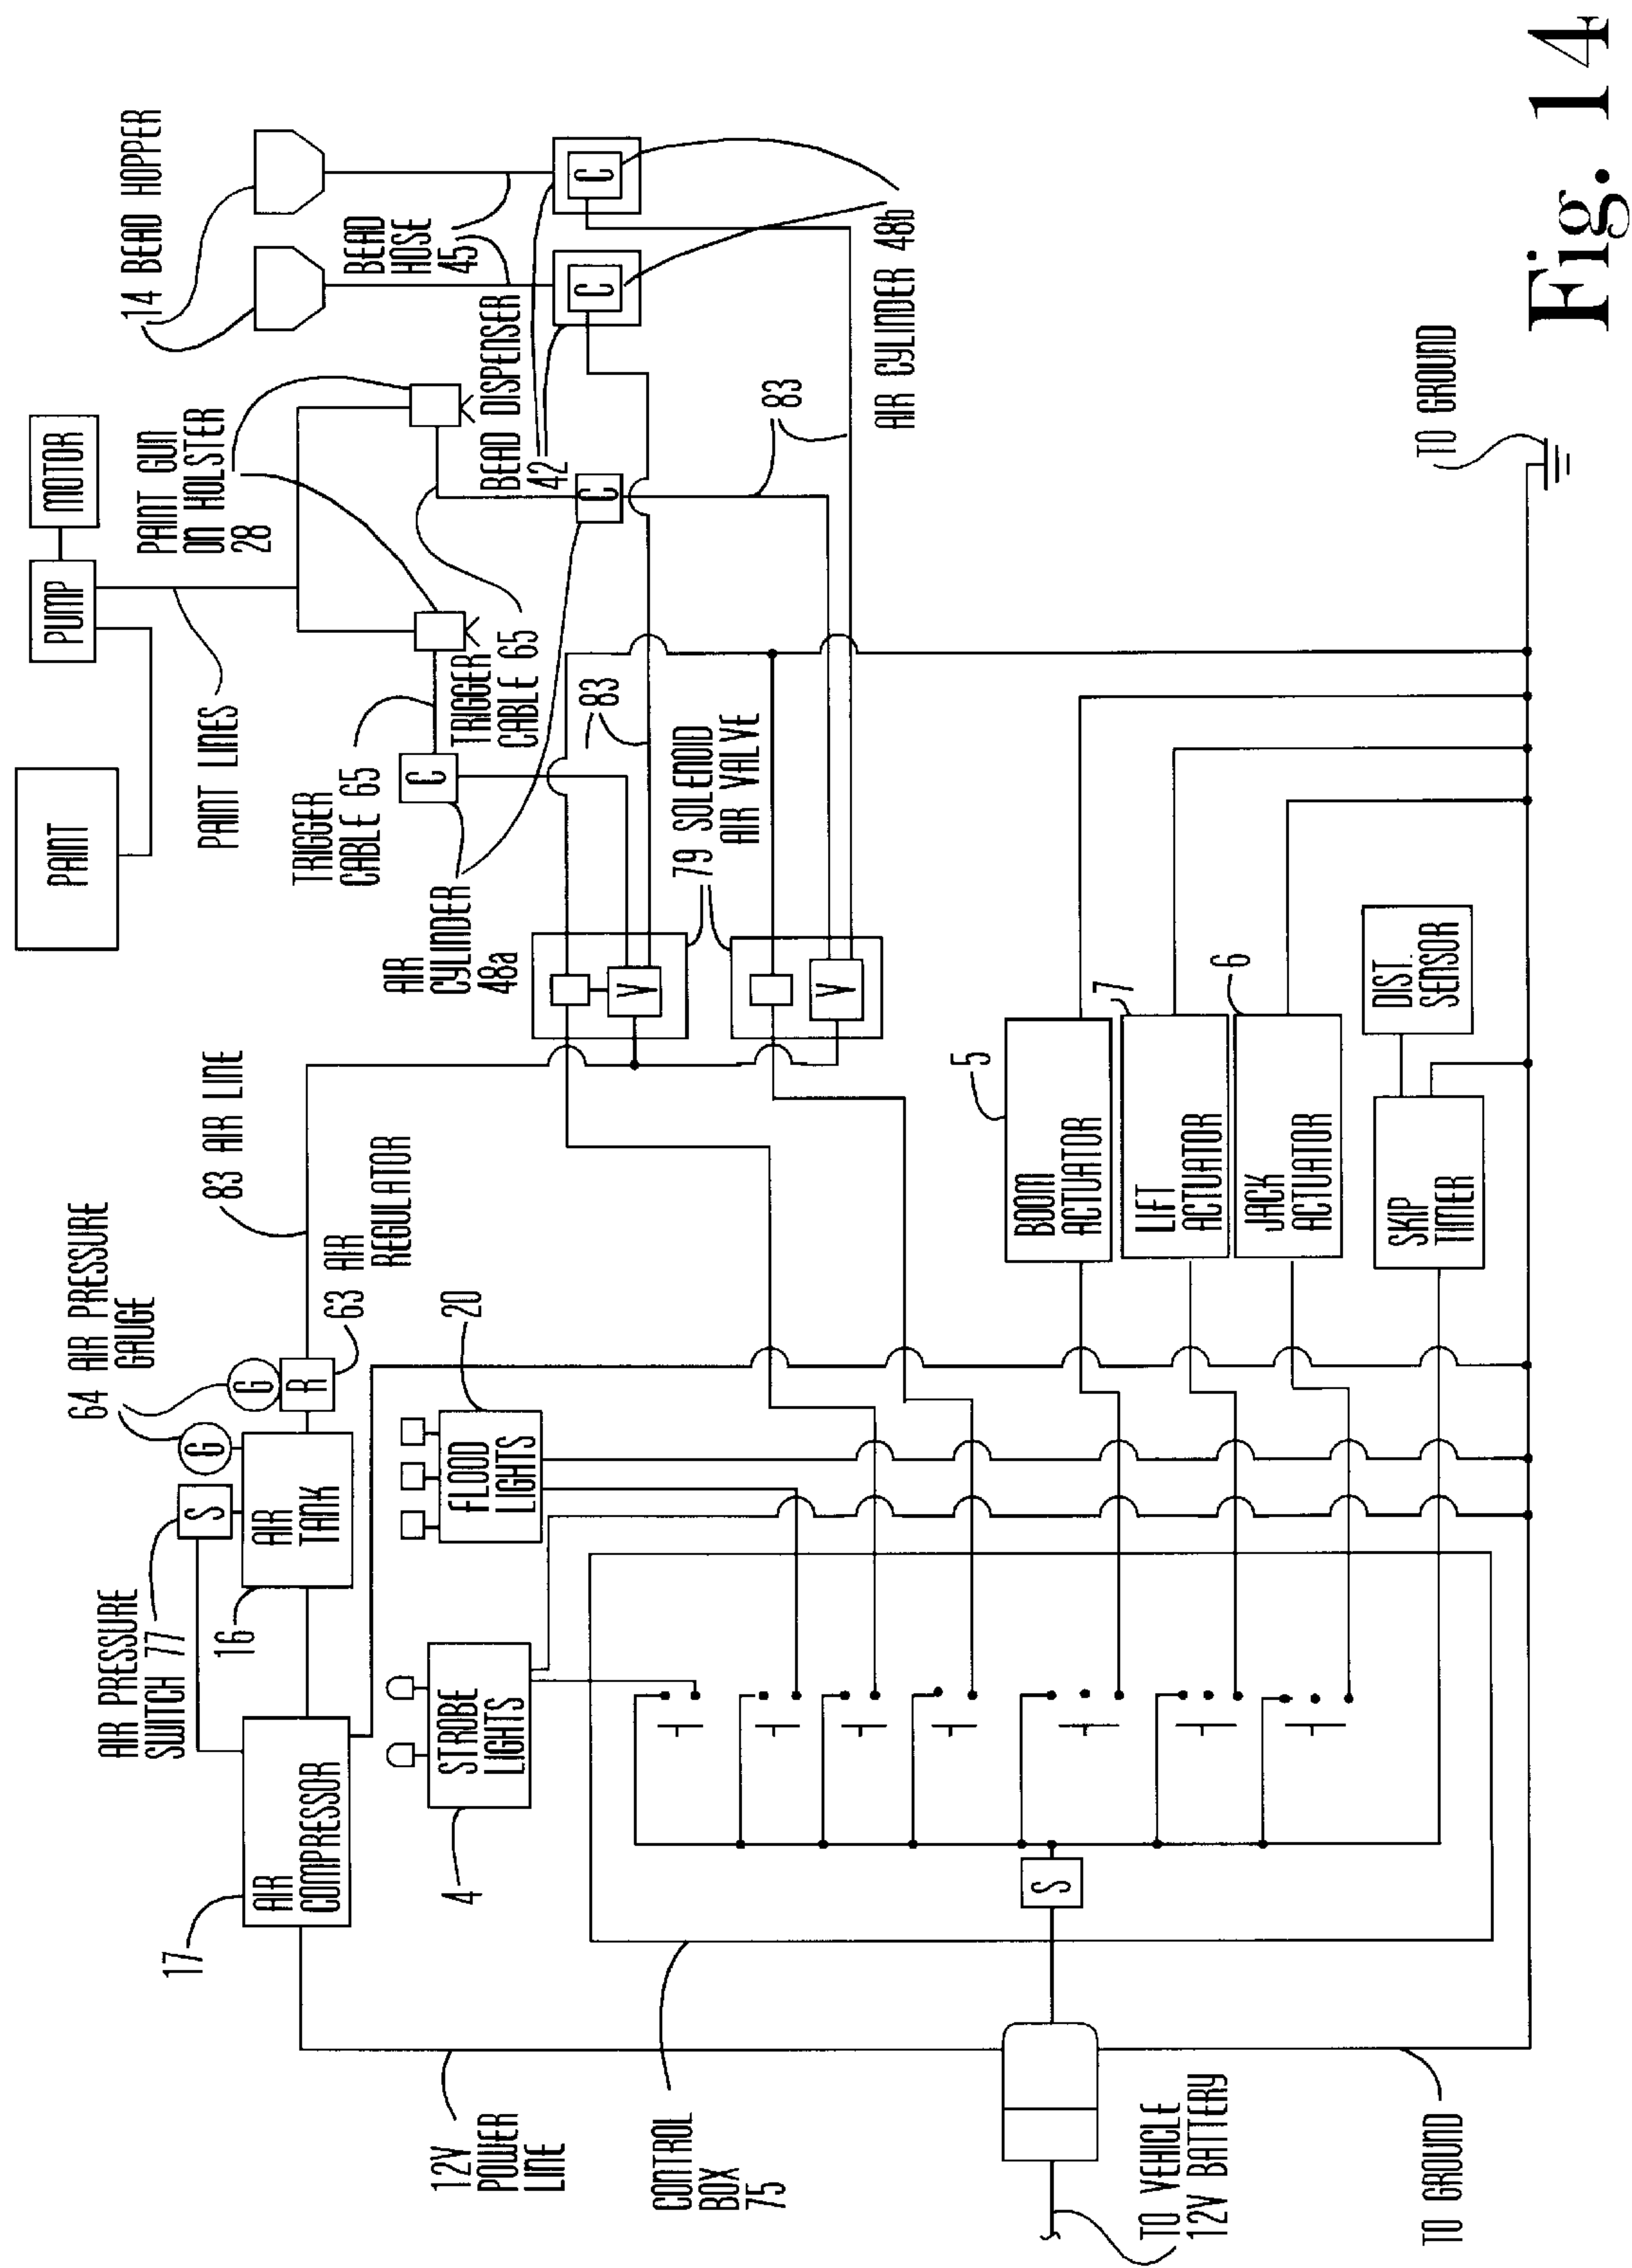 PAINT
PUMP
MOTOR
14 BEAD HOPPER
PAINT LINES
PAINT GUN
ON HOLSTER
28
BEAD
HOSE
45
64 AIR PRESSURE
GAUGE
83 AIR LINE
AIR PRESSURE
SWITCH 77
S
G
G
R
AIR
REGULATOR
63
TRIGGER
CABLE 65
TRIGGER
CABLE 65
BEAD DISPENSER
42
17
AIR
COMPRESSOR
16
AIR
TANK
AIR
CYLINDER
48a
C
C
C
C
83
83
AIR CYLINDER 48b
4
STROBE
LIGHTS
20
FLOOD
LIGHTS
V
V
79 SOLENOID
AIR VALVE
12V
POWER
LINE
CONTROL
BOX
75
S
5
BOOM
ACTUATOR
7
LIFT
ACTUATOR
6
JACK
ACTUATOR
SKIP
TIMER
DIST.
SENSOR
TO VEHICLE
12V BATTERY
TO GROUND
TO GROUND
Fig. 14